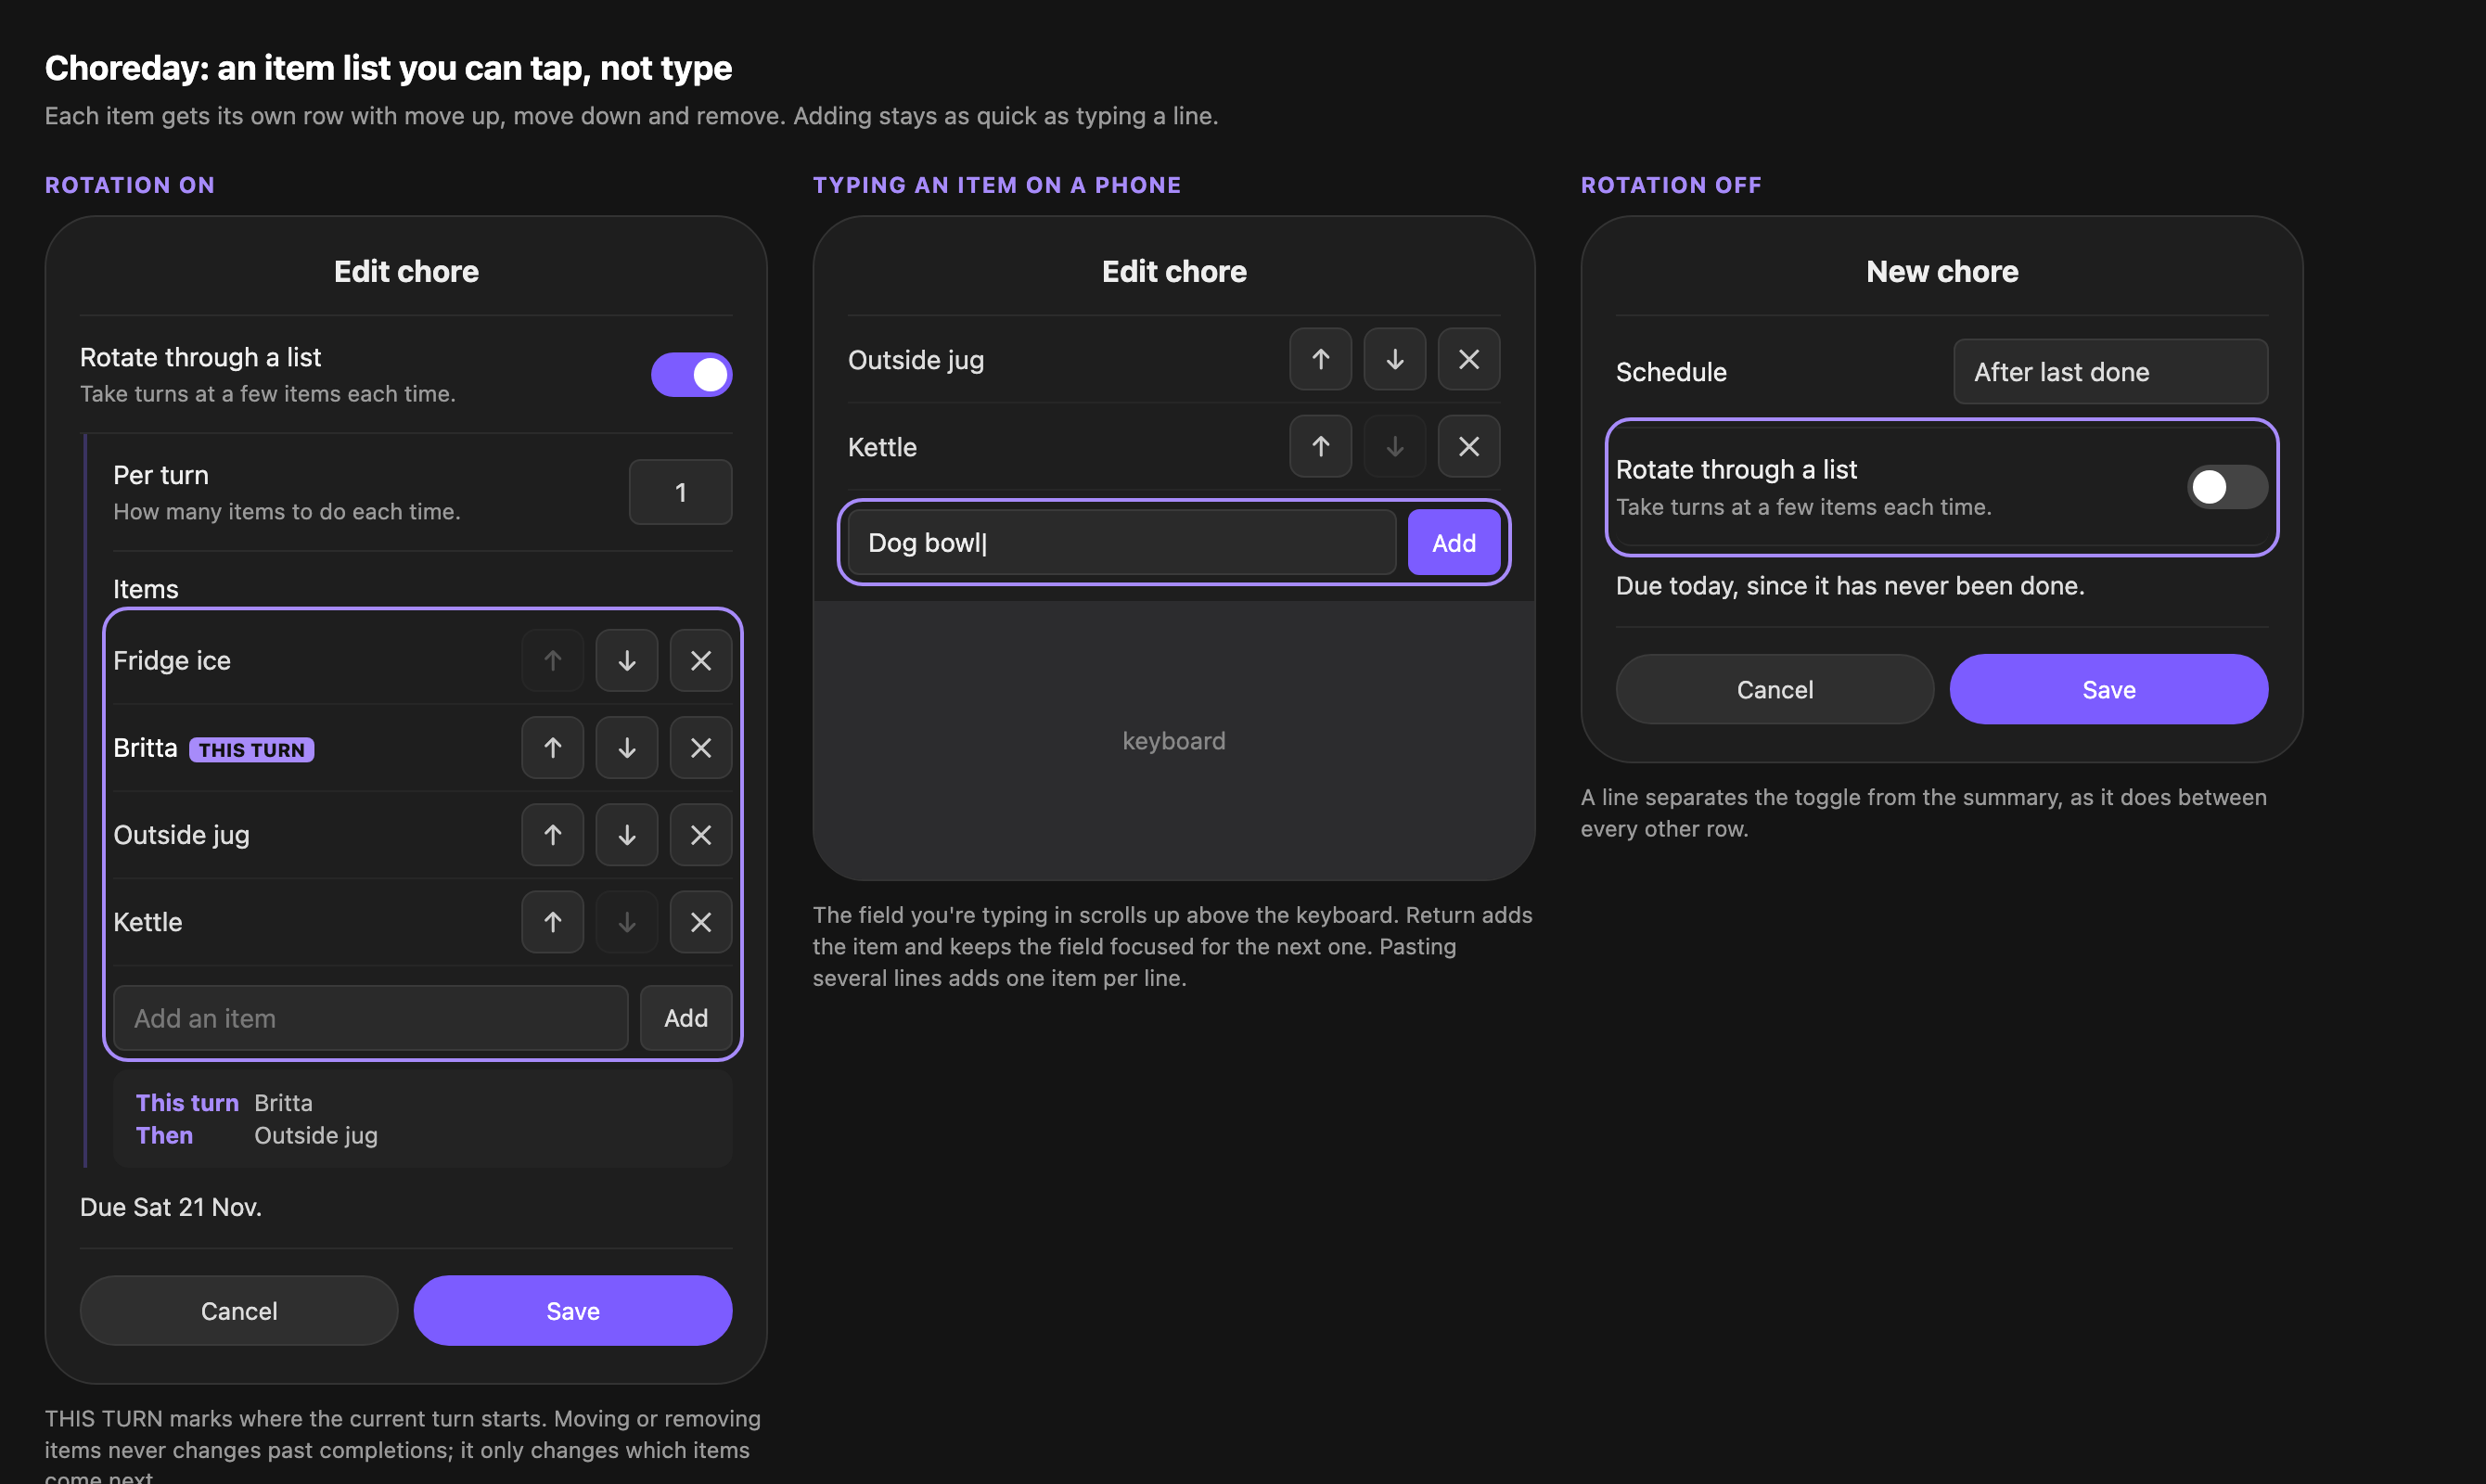 Choreday: an item list you can tap, not type
Each item gets its own row with move up, move down and remove. Adding stays as quick as typing a line.
ROTATION ON
Edit chore
Rotate through a list
Take turns at a few items each time.
Per turn
How many items to do each time.
1
Items
Fridge ice
Britta THIS TURN
Outside jug
Kettle
Add an item
Add
This turn Britta
Then Outside jug
Due Sat 21 Nov.
Cancel
Save
THIS TURN marks where the current turn starts. Moving or removing
items never changes past completions; it only changes which items
come next.
TYPING AN ITEM ON A PHONE
Edit chore
Outside jug
Kettle
Dog bowl
Add
keyboard
The field you're typing in scrolls up above the keyboard. Return adds
the item and keeps the field focused for the next one. Pasting
several lines adds one item per line.
ROTATION OFF
New chore
Schedule
After last done
Rotate through a list
Take turns at a few items each time.
Due today, since it has never been done.
Cancel
Save
A line separates the toggle from the summary, as it does between
every other row.